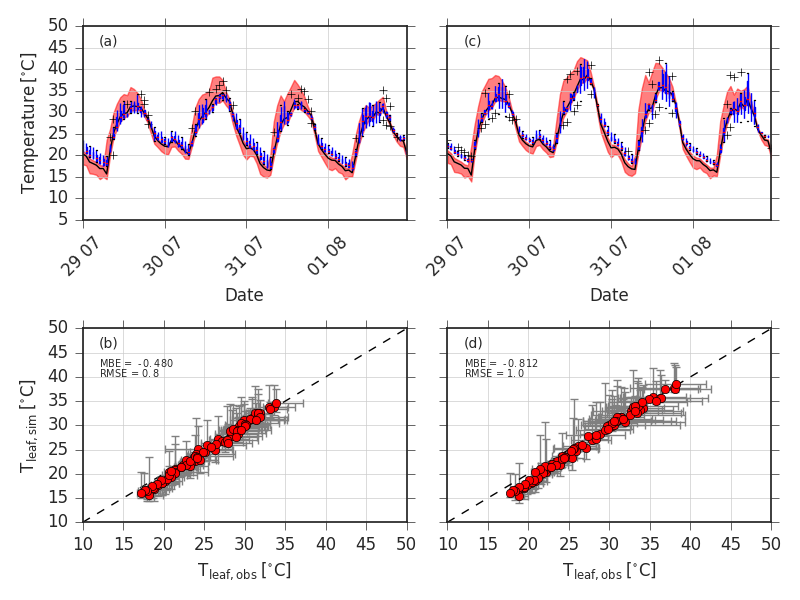 50
45
40
35
30
25
20
15
10
5
Temperature [°C]
(a)
29 07
30 07
31 07
01 08
Date
(c)
29 07
30 07
31 07
01 08
Date
50
45
40
35
30
25
20
15
10
T leaf, sim [°C]
(b)
MBE = -0.480
RMSE = 0.8
10 15 20 25 30 35 40 45 50
T leaf, obs [°C]
(d)
MBE = -0.812
RMSE = 1.0
10 15 20 25 30 35 40 45 50
T leaf, obs [°C]